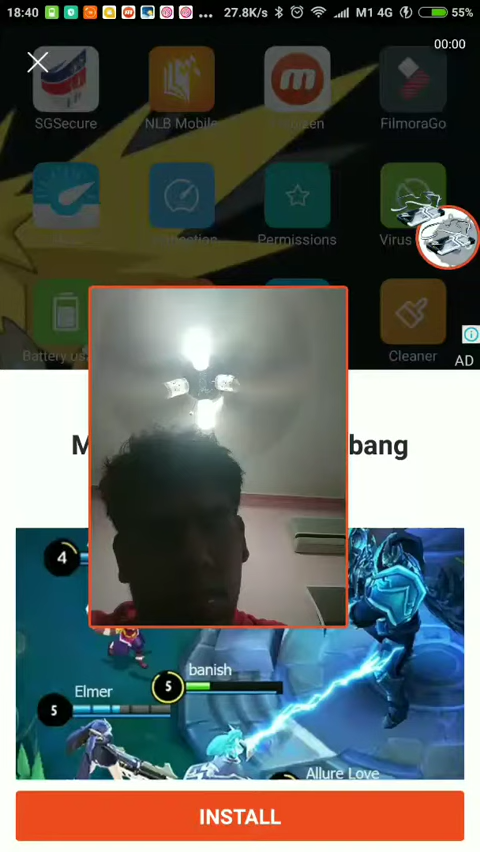 18:40
... 27.8K/s M1 4G 55%
00:00
SGSecure NLB Mobile FilmoraGo
Permissions Virus
Battery us
Cleaner
AD
M bang
4
5 banish
5 Elmer
Allure Love
INSTALL